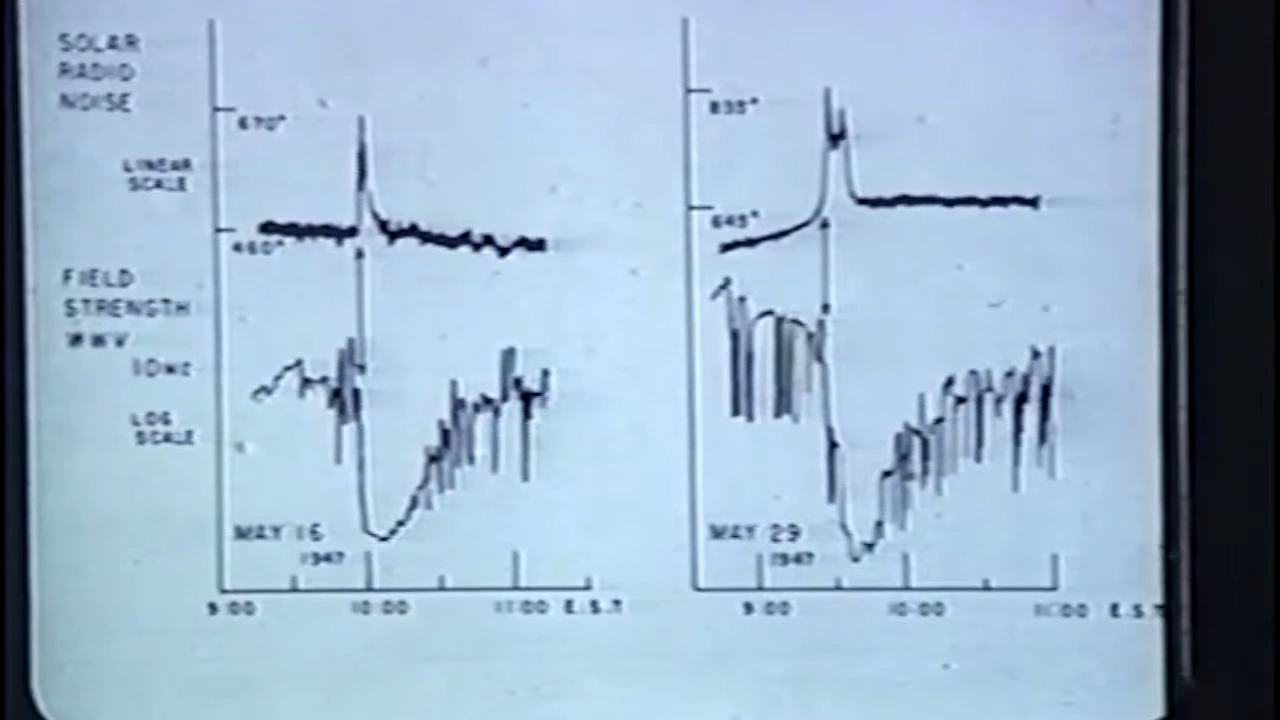 SOLAR
RADIO
NOISE
LINEAR
SCALE
670°
460°
FIELD
STRENGTH
WWV
10MC
LOG
SCALE
MAY 16
1947
9:00 10:00 11:00 E.S.T
835°
645°
MAY 29
1947
9:00 10:00 11:00 E.S.T